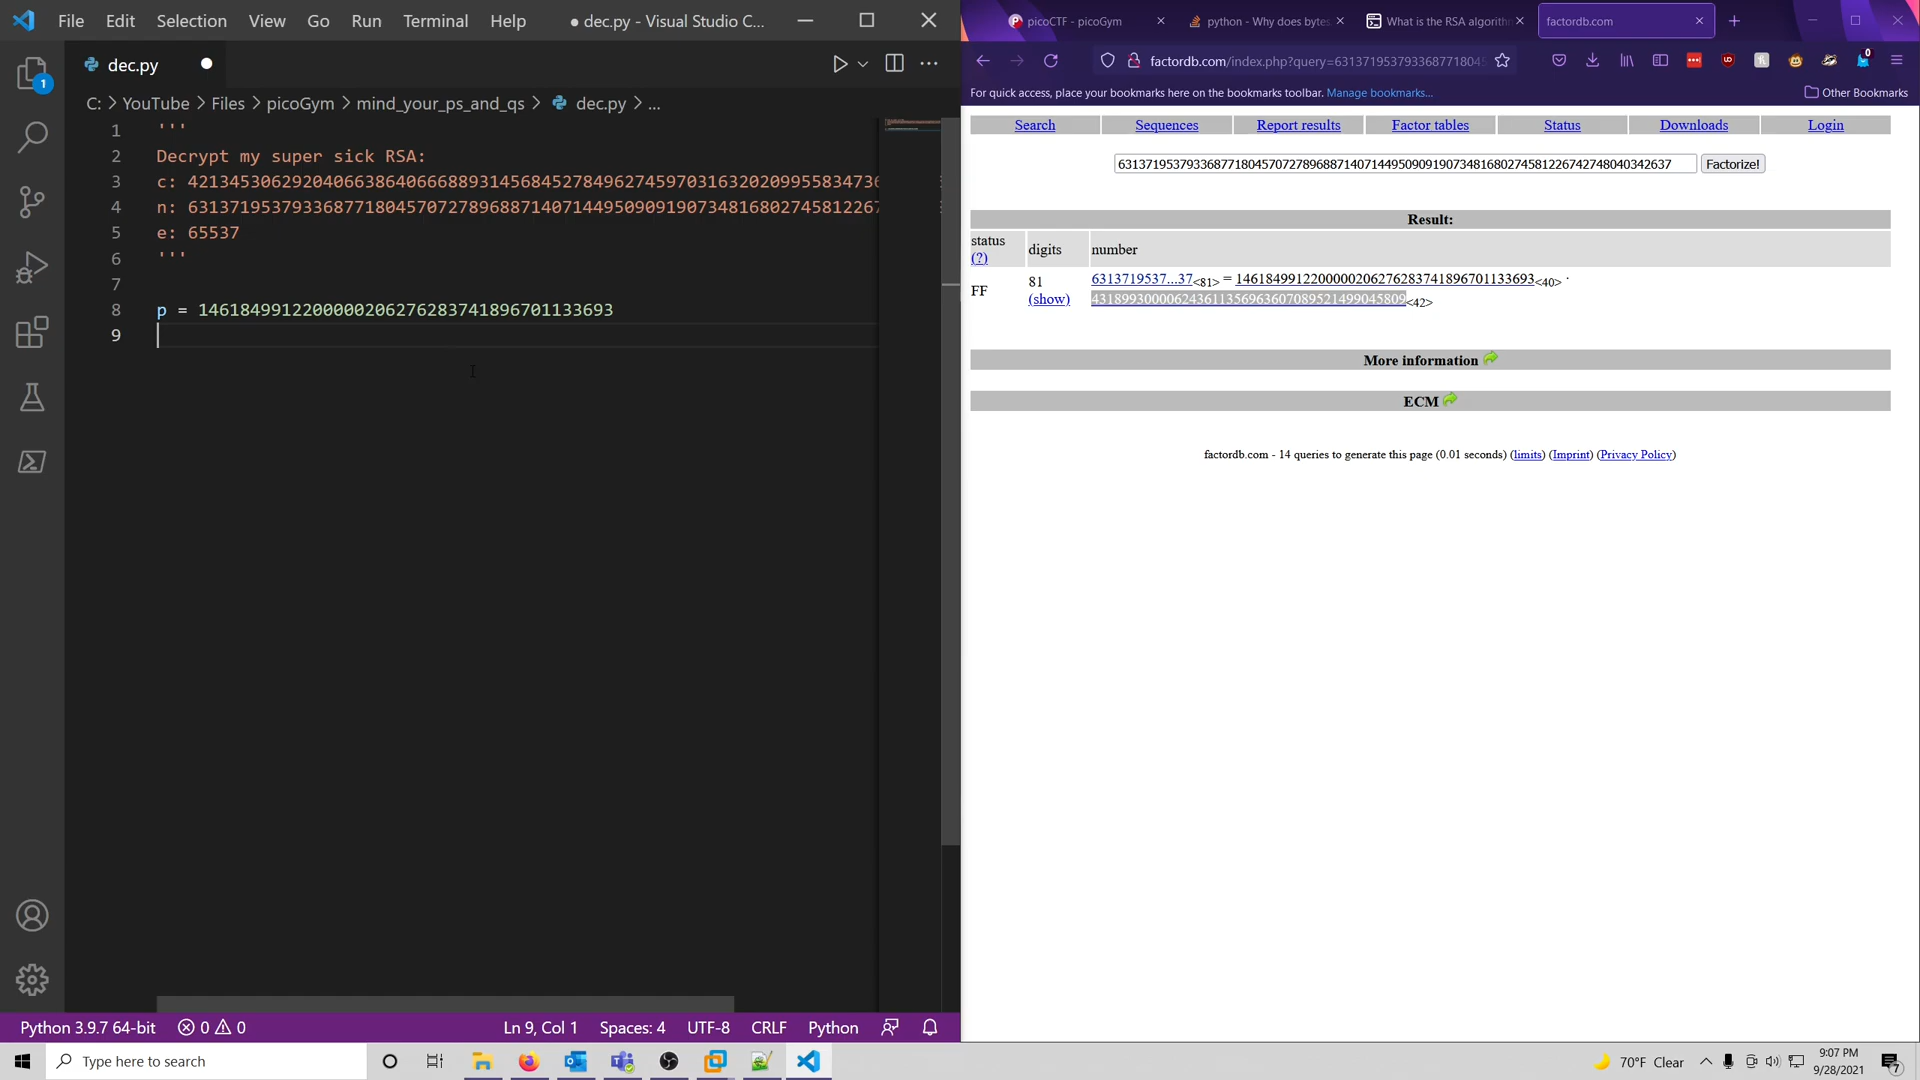 File Edit Selection View Go Run Terminal Help ● dec.py - Visual Studio C...
dec.py
C: > YouTube > Files > picoGym > mind_your_ps_and_qs > dec.py > ...
1 '''
2 Decrypt my super sick RSA:
3 c: 421345306292040663864066688931456845278496274597031632020995583473
4 n: 63137195379336877180457072789688714071449509091907348168027458122
5 e: 65537
6 '''
7
8 p = 1461849912200000206276283741896701133693
9
1
Python 3.9.7 64-bit 0 0 Ln 9, Col 1 Spaces: 4 UTF-8 CRLF Python
picoCTF - picoGym
python - Why does bytes
What is the RSA algorith
factordb.com
factordb.com/index.php?query=631371953793368771804
For quick access, place your bookmarks here on the bookmarks toolbar. Manage bookmarks...
Other Bookmarks
Search Sequences Report results Factor tables Status Downloads Login
631371953793368771804570727896887140714495090919073481680274581226742748040342637 Factorize!
Result:
status (?) digits number
FF 81 (show) 6313719537...37<81> = 1461849912200000206276283741896701133693<40> ·
431899300006243611356963607089521499045809<42>
More information
ECM
factordb.com - 14 queries to generate this page (0.01 seconds) (limits) (Imprint) (Privacy Policy)
Type here to search
70°F Clear
9:07 PM
9/28/2021
7